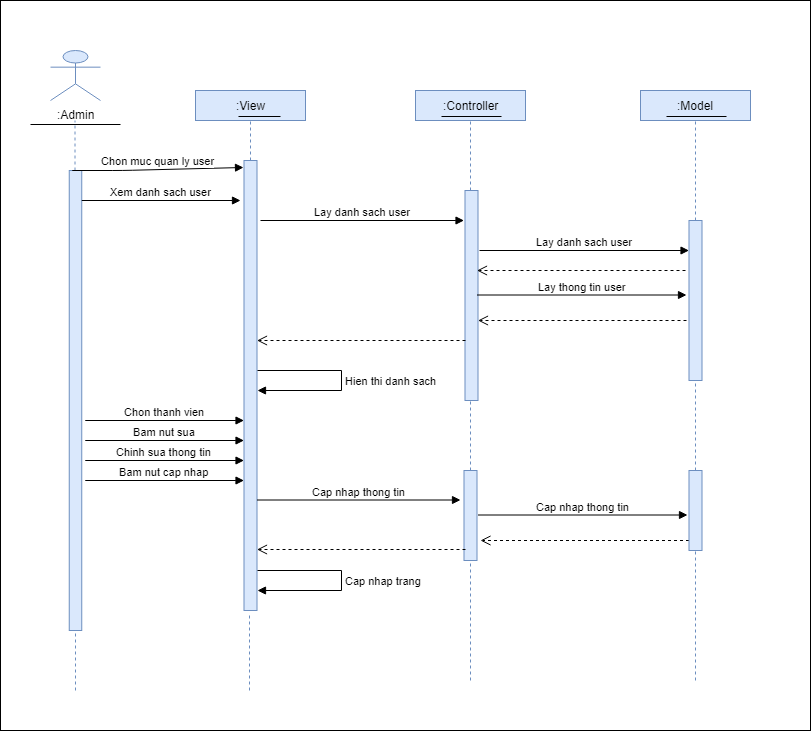 :Admin
:View
:Controller
:Model
Chon muc quan ly user
Xem danh sach user
Lay danh sach user
Lay danh sach user
Lay thong tin user
Hien thi danh sach
Chon thanh vien
Bam nut sua
Chinh sua thong tin
Bam nut cap nhap
Cap nhap thong tin
Cap nhap thong tin
Cap nhap trang